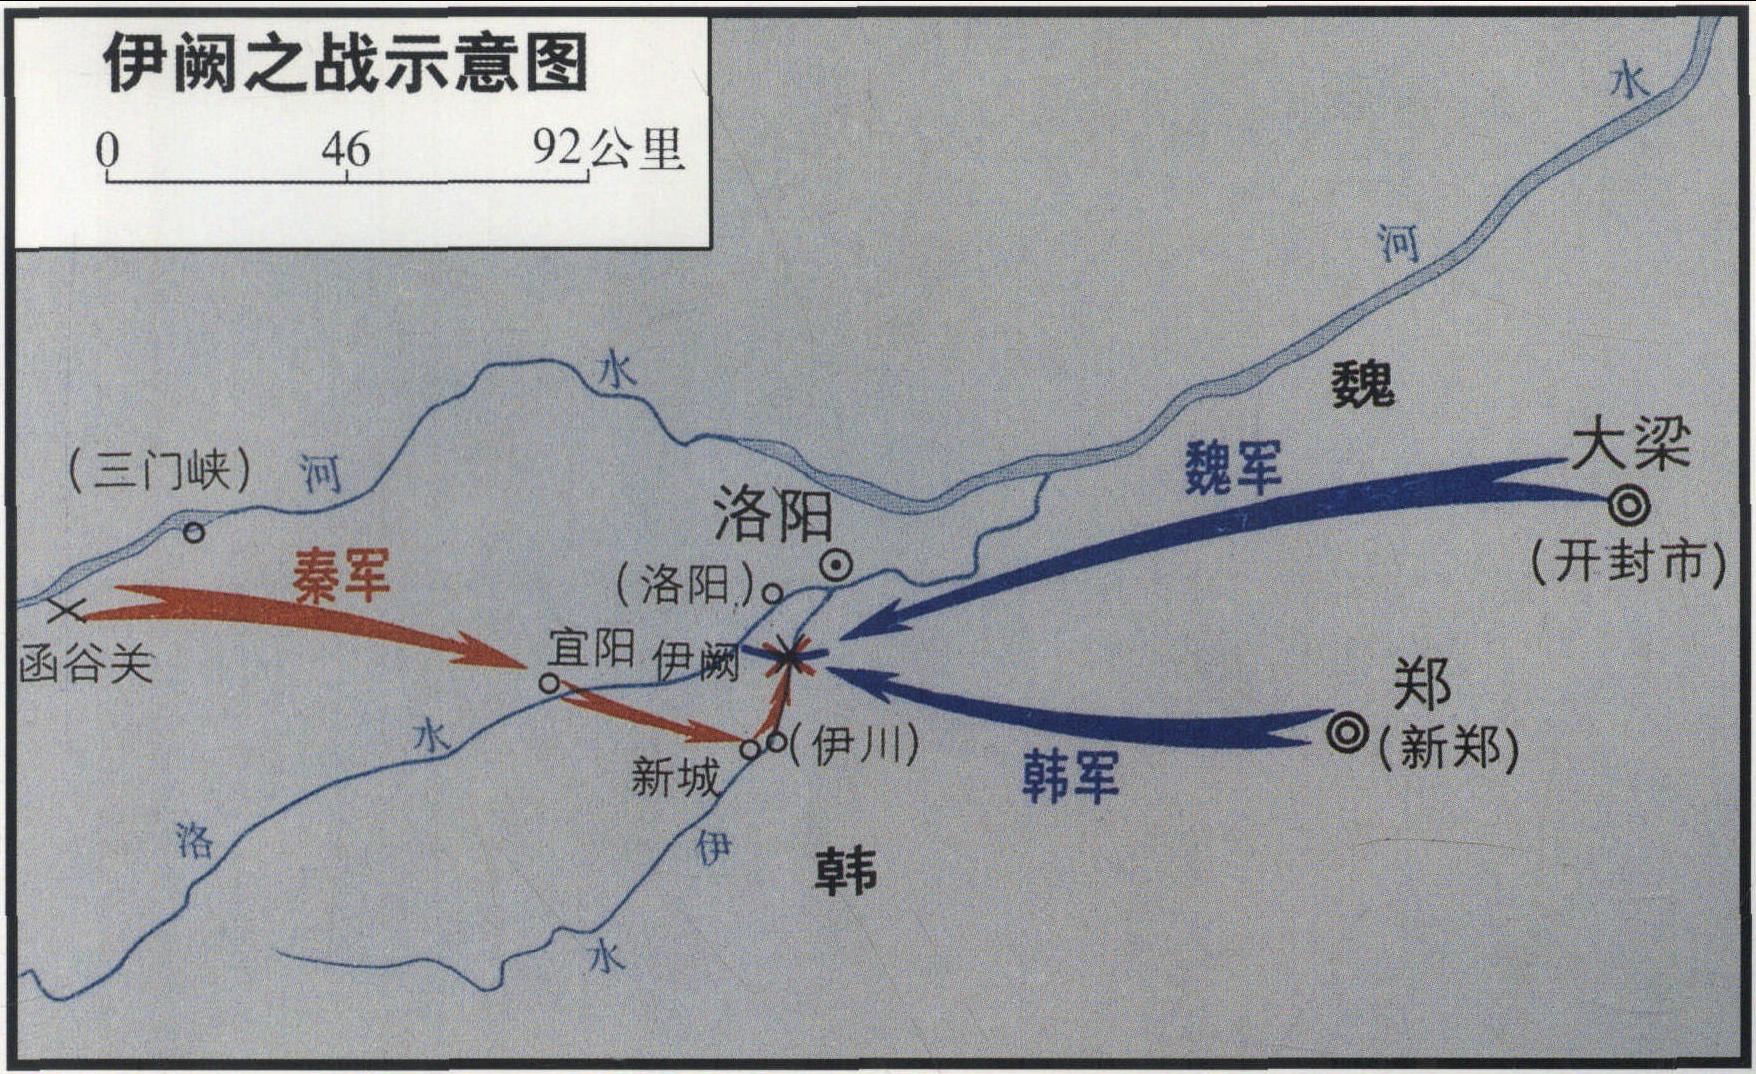 伊阙之战示意图
0 46 92公里
水
河
水
魏
大梁
魏军
(三门峡)
河
洛阳
(开封市)
秦军
(洛阳)
函谷关
宜阳
伊阙
郑
(新郑)
水
新城
(伊川)
韩军
洛
伊
韩
水